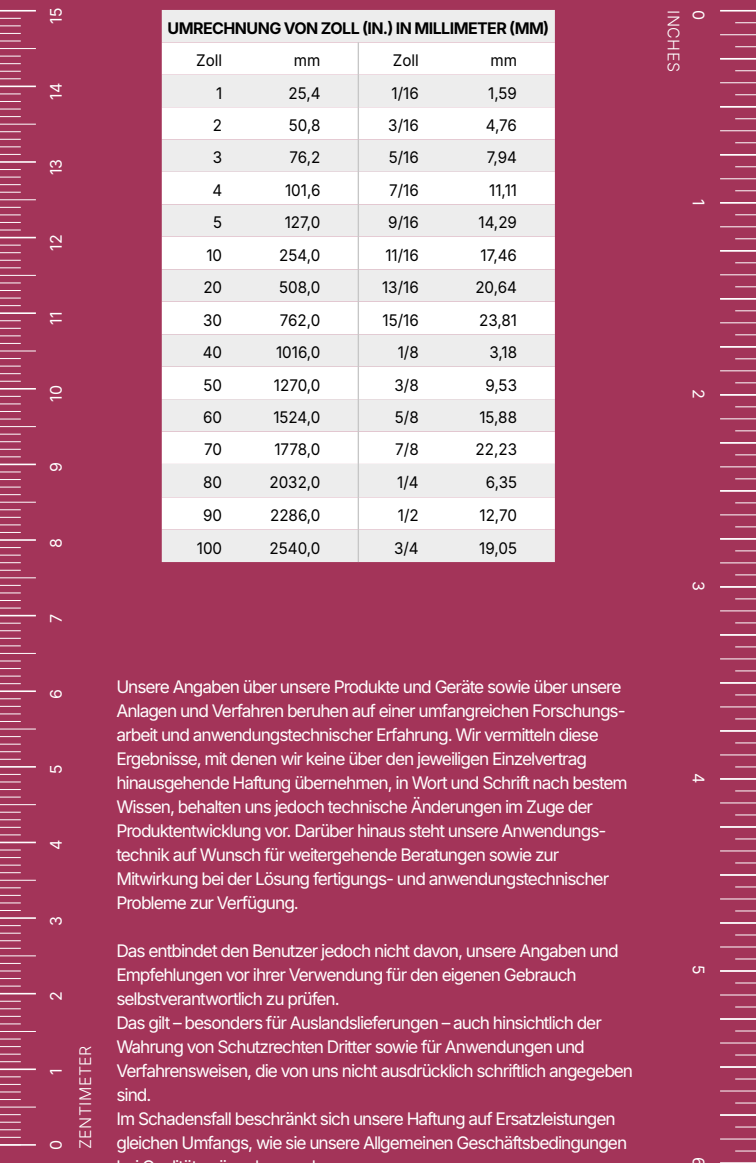 UMRECHNUNG VON ZOLL (IN.) IN MILLIMETER (MM)
Zoll mm Zoll mm
1 25,4 1/16 1,59
2 50,8 3/16 4,76
3 76,2 5/16 7,94
4 101,6 7/16 11,11
5 127,0 9/16 14,29
10 254,0 11/16 17,46
20 508,0 13/16 20,64
30 762,0 15/16 23,81
40 1016,0 1/8 3,18
50 1270,0 3/8 9,53
60 1524,0 5/8 15,88
70 1778,0 7/8 22,23
80 2032,0 1/4 6,35
90 2286,0 1/2 12,70
100 2540,0 3/4 19,05
Unsere Angaben über unsere Produkte und Geräte sowie über unsere
Anlagen und Verfahren beruhen auf einer umfangreichen Forschungs-
arbeit und anwendungstechnischer Erfahrung. Wir vermitteln diese
Ergebnisse, mit denen wir keine über den jeweiligen Einzelvertrag
hinausgehende Haftung übernehmen, in Wort und Schrift nach bestem
Wissen, behalten uns jedoch technische Änderungen im Zuge der
Produktentwicklung vor. Darüber hinaus steht unsere Anwendungs-
technik auf Wunsch für weitergehende Beratungen sowie zur
Mitwirkung bei der Lösung fertigungs- und anwendungstechnischer
Probleme zur Verfügung.
Das entbindet den Benutzer jedoch nicht davon, unsere Angaben und
Empfehlungen vor ihrer Verwendung für den eigenen Gebrauch
selbstverantwortlich zu prüfen.
Das gilt – besonders für Auslandslieferungen – auch hinsichtlich der
Wahrung von Schutzrechten Dritter sowie für Anwendungen und
Verfahrensweisen, die von uns nicht ausdrücklich schriftlich angegeben
sind.
Im Schadensfall beschränkt sich unsere Haftung auf Ersatzleistungen
gleichen Umfangs, wie sie unsere Allgemeinen Geschäftsbedingungen
15
14
13
12
11
10
9
8
7
6
5
4
3
2
1
0
ZENTIMETER
INCHES
0
1
2
3
4
5
6